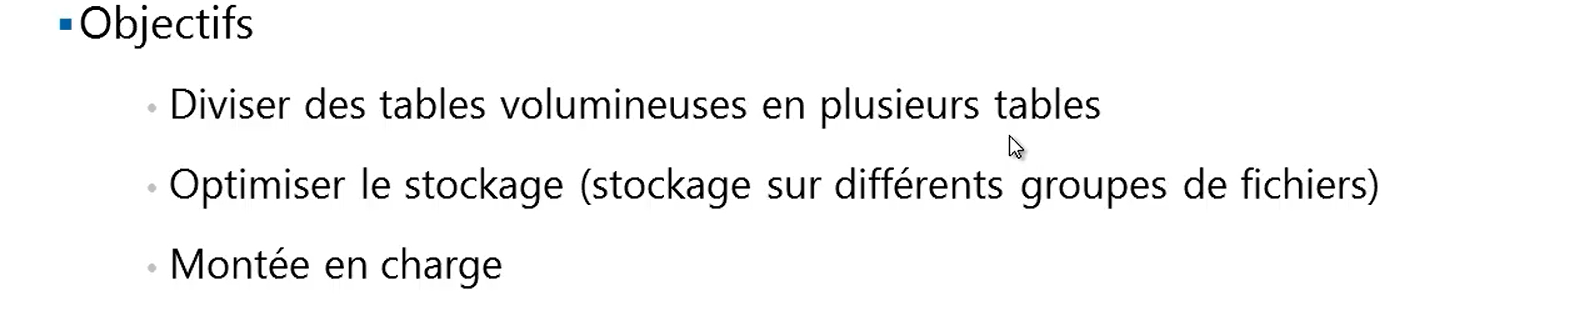 Objectifs
Diviser des tables volumineuses en plusieurs tables
Optimiser le stockage (stockage sur différents groupes de fichiers)
Montée en charge